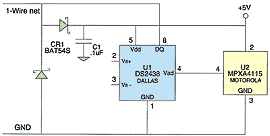 1-Wire net
+5V
CR1
BAT54S
C1
.1uF
5
8
Vdd
DQ
2
Vs+
3
Vs-
U1
DS2438
DALLAS
Vad
4
4
GND
1
2
U2
MPXA4115
MOTOROLA
3
GND